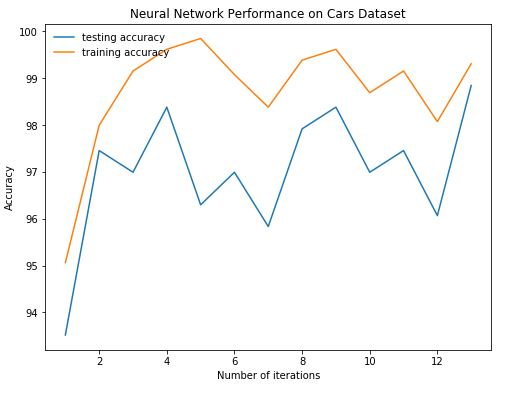 Neural Network Performance on Cars Dataset
testing accuracy
training accuracy
100
99
98
97
96
95
94
Accuracy
2 4 6 8 10 12
Number of iterations